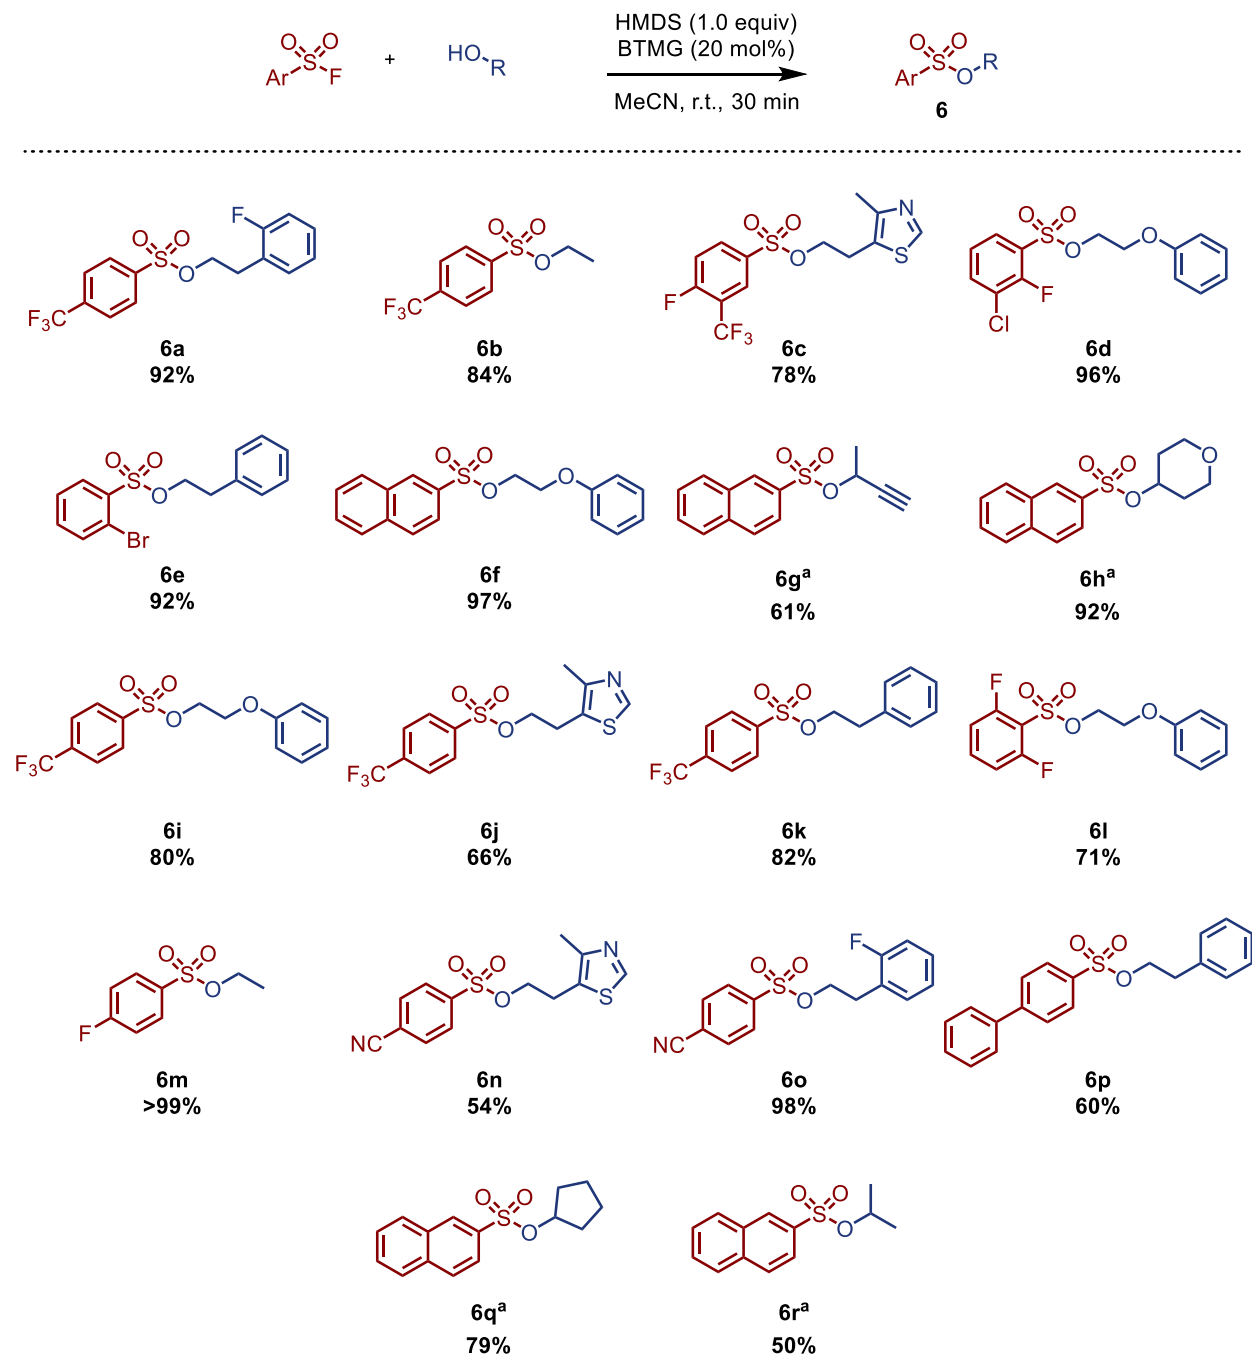 HMDS (1.0 equiv)
BTMG (20 mol%)
MeCN, r.t., 30 min
O O
S
Ar F
+
HO
R
O O
S
Ar O R
6
F
O O
S
O
F3C
6a
92%
O O
S
O
F3C
6b
84%
N
S
O O
S
O
F
CF3
6c
78%
O O
S
O
O
F
Cl
6d
96%
O O
S
O
Br
6e
92%
O O
S
O
O
6f
97%
O O
S
O
6gᵃ
61%
O O
S
O
O
6hᵃ
92%
O O
S
O
O
F3C
6i
80%
N
S
O O
S
O
F3C
6j
66%
O O
S
O
F3C
6k
82%
F
O O
S
O
O
F
6l
71%
O O
S
O
F
6m
>99%
N
S
O O
S
O
NC
6n
54%
F
O O
S
O
NC
6o
98%
O O
S
O
6p
60%
O O
S
O
6qᵃ
79%
O O
S
O
6rᵃ
50%